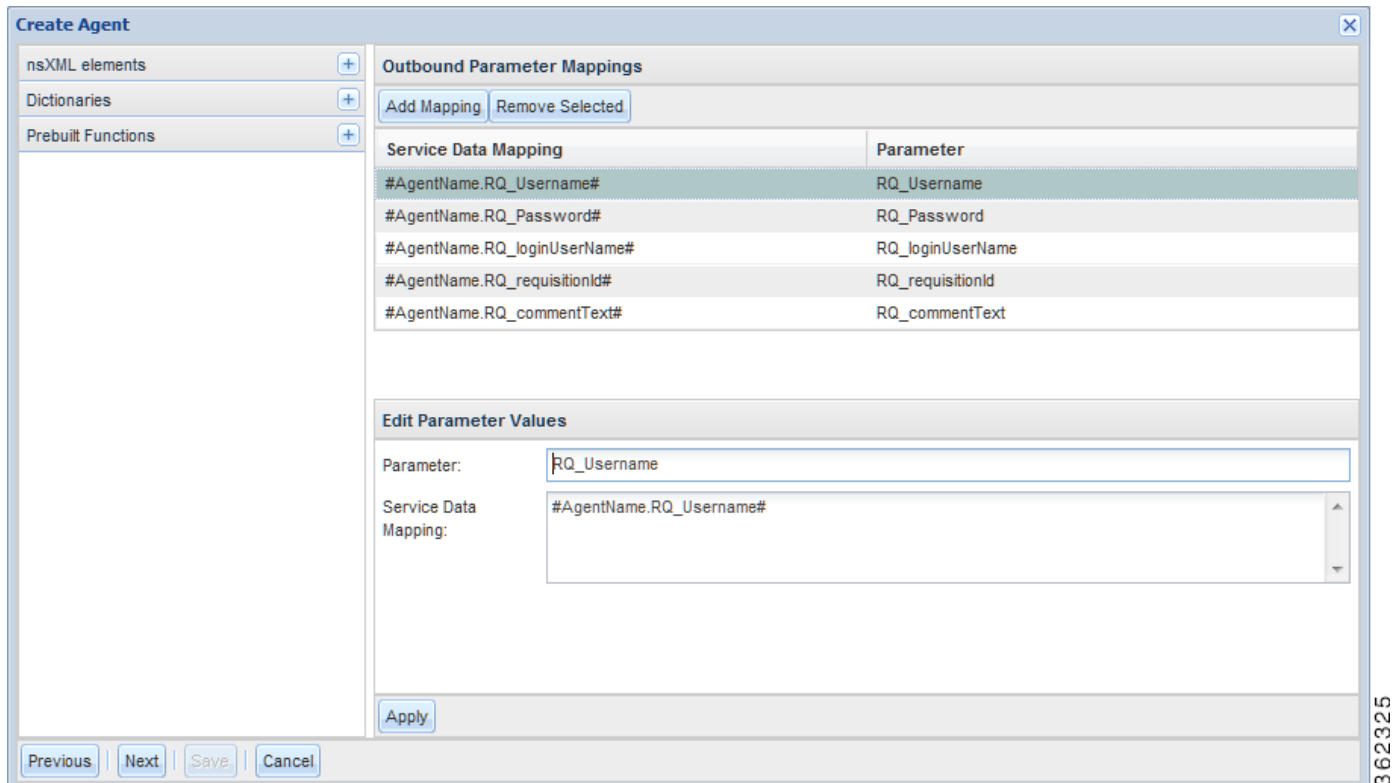 Create Agent
nsXML elements
Dictionaries
Prebuilt Functions
Outbound Parameter Mappings
Add Mapping Remove Selected
Service Data Mapping Parameter
#AgentName.RQ_Username# RQ_Username
#AgentName.RQ_Password# RQ_Password
#AgentName.RQ_loginUserName# RQ_loginUserName
#AgentName.RQ_requisitionId# RQ_requisitionId
#AgentName.RQ_commentText# RQ_commentText
Edit Parameter Values
Parameter: RQ_Username
Service Data #AgentName.RQ_Username#
Mapping:
Apply
Previous Next Save Cancel
362325